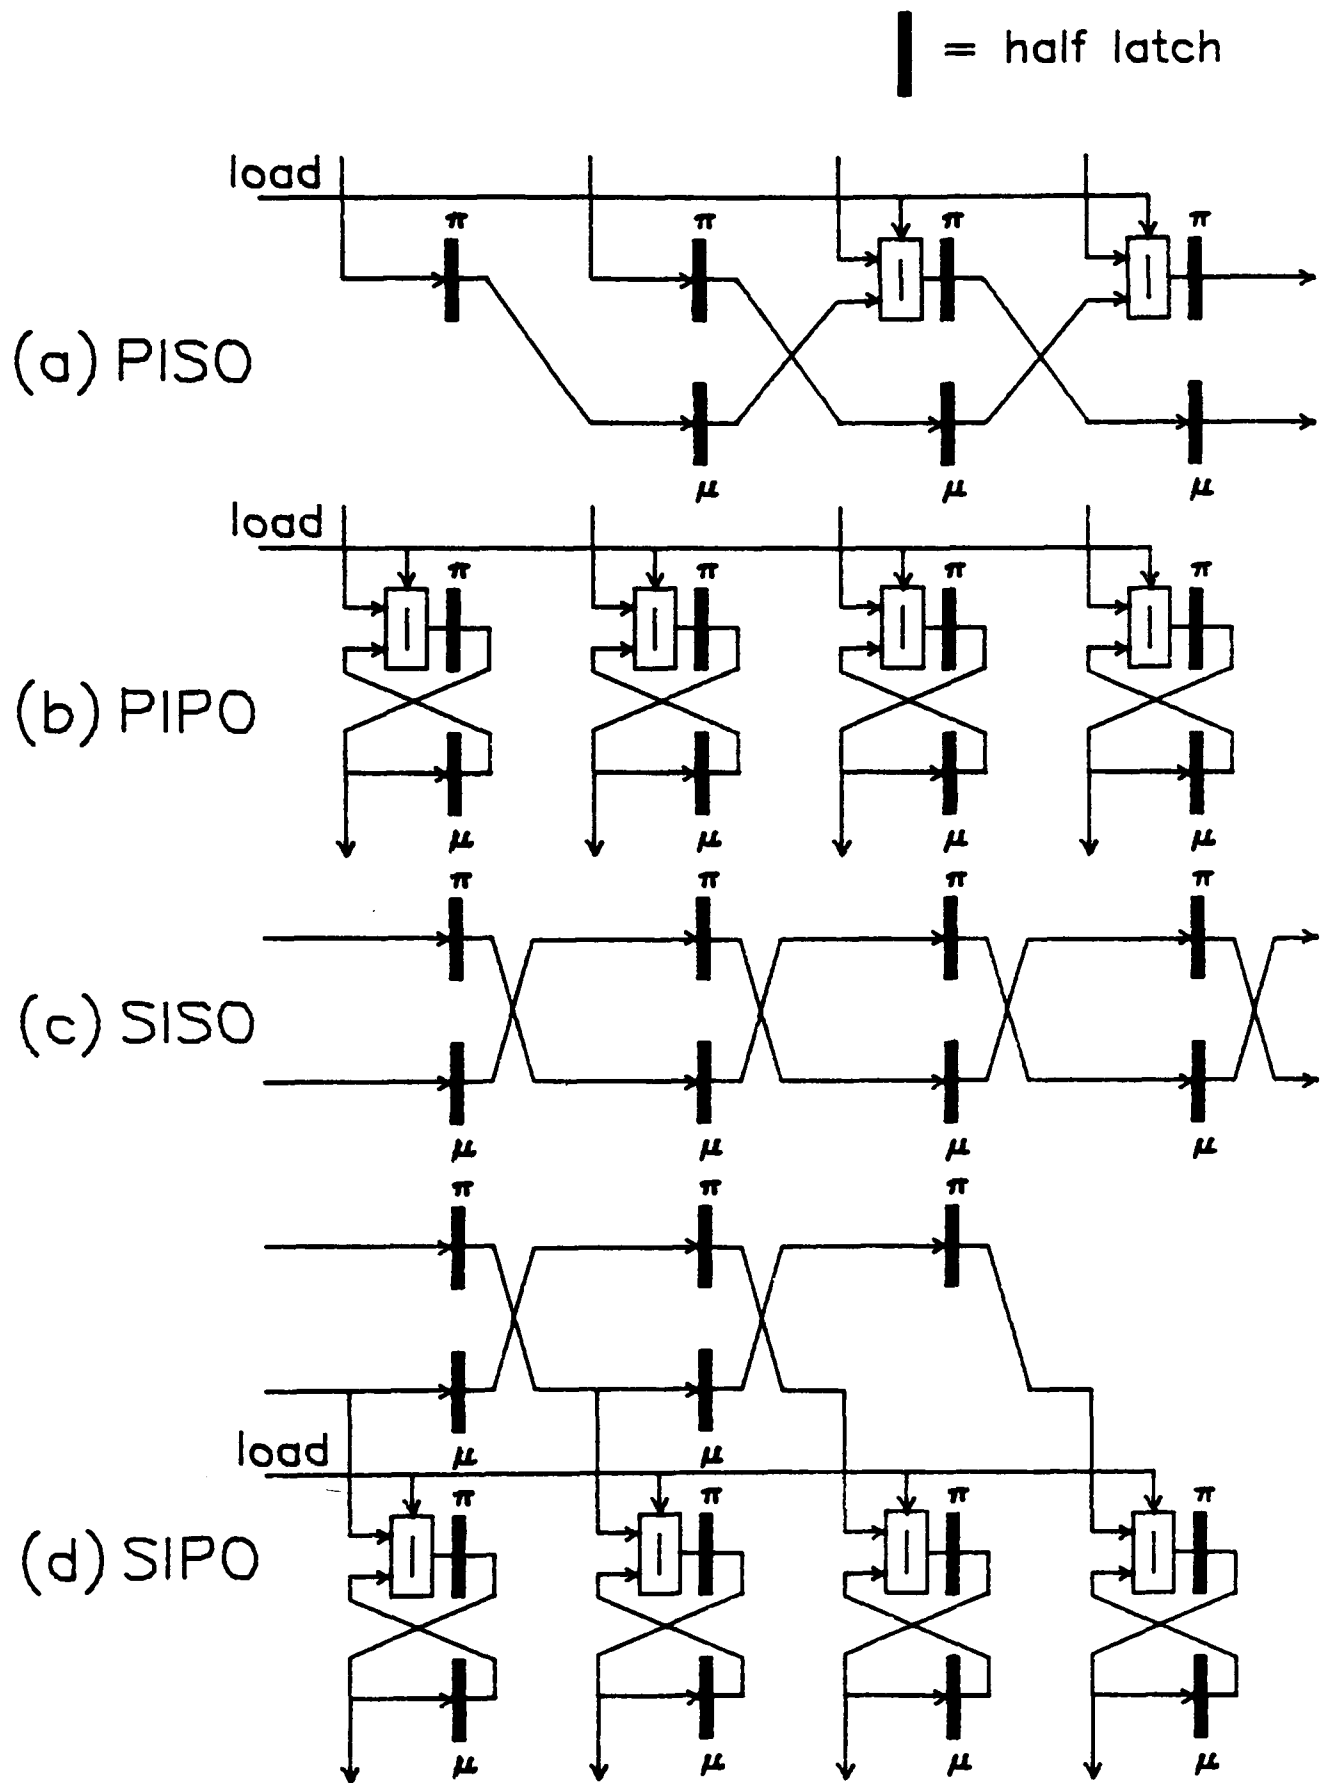 = half latch
load
π π π π
(a) PISO
μ μ μ
load
π π π π
(b) PIPO
μ μ μ μ
π π π π
(c) SISO
μ μ μ μ
π π π
μ μ
load
π π π π
(d) SIPO
μ μ μ μ